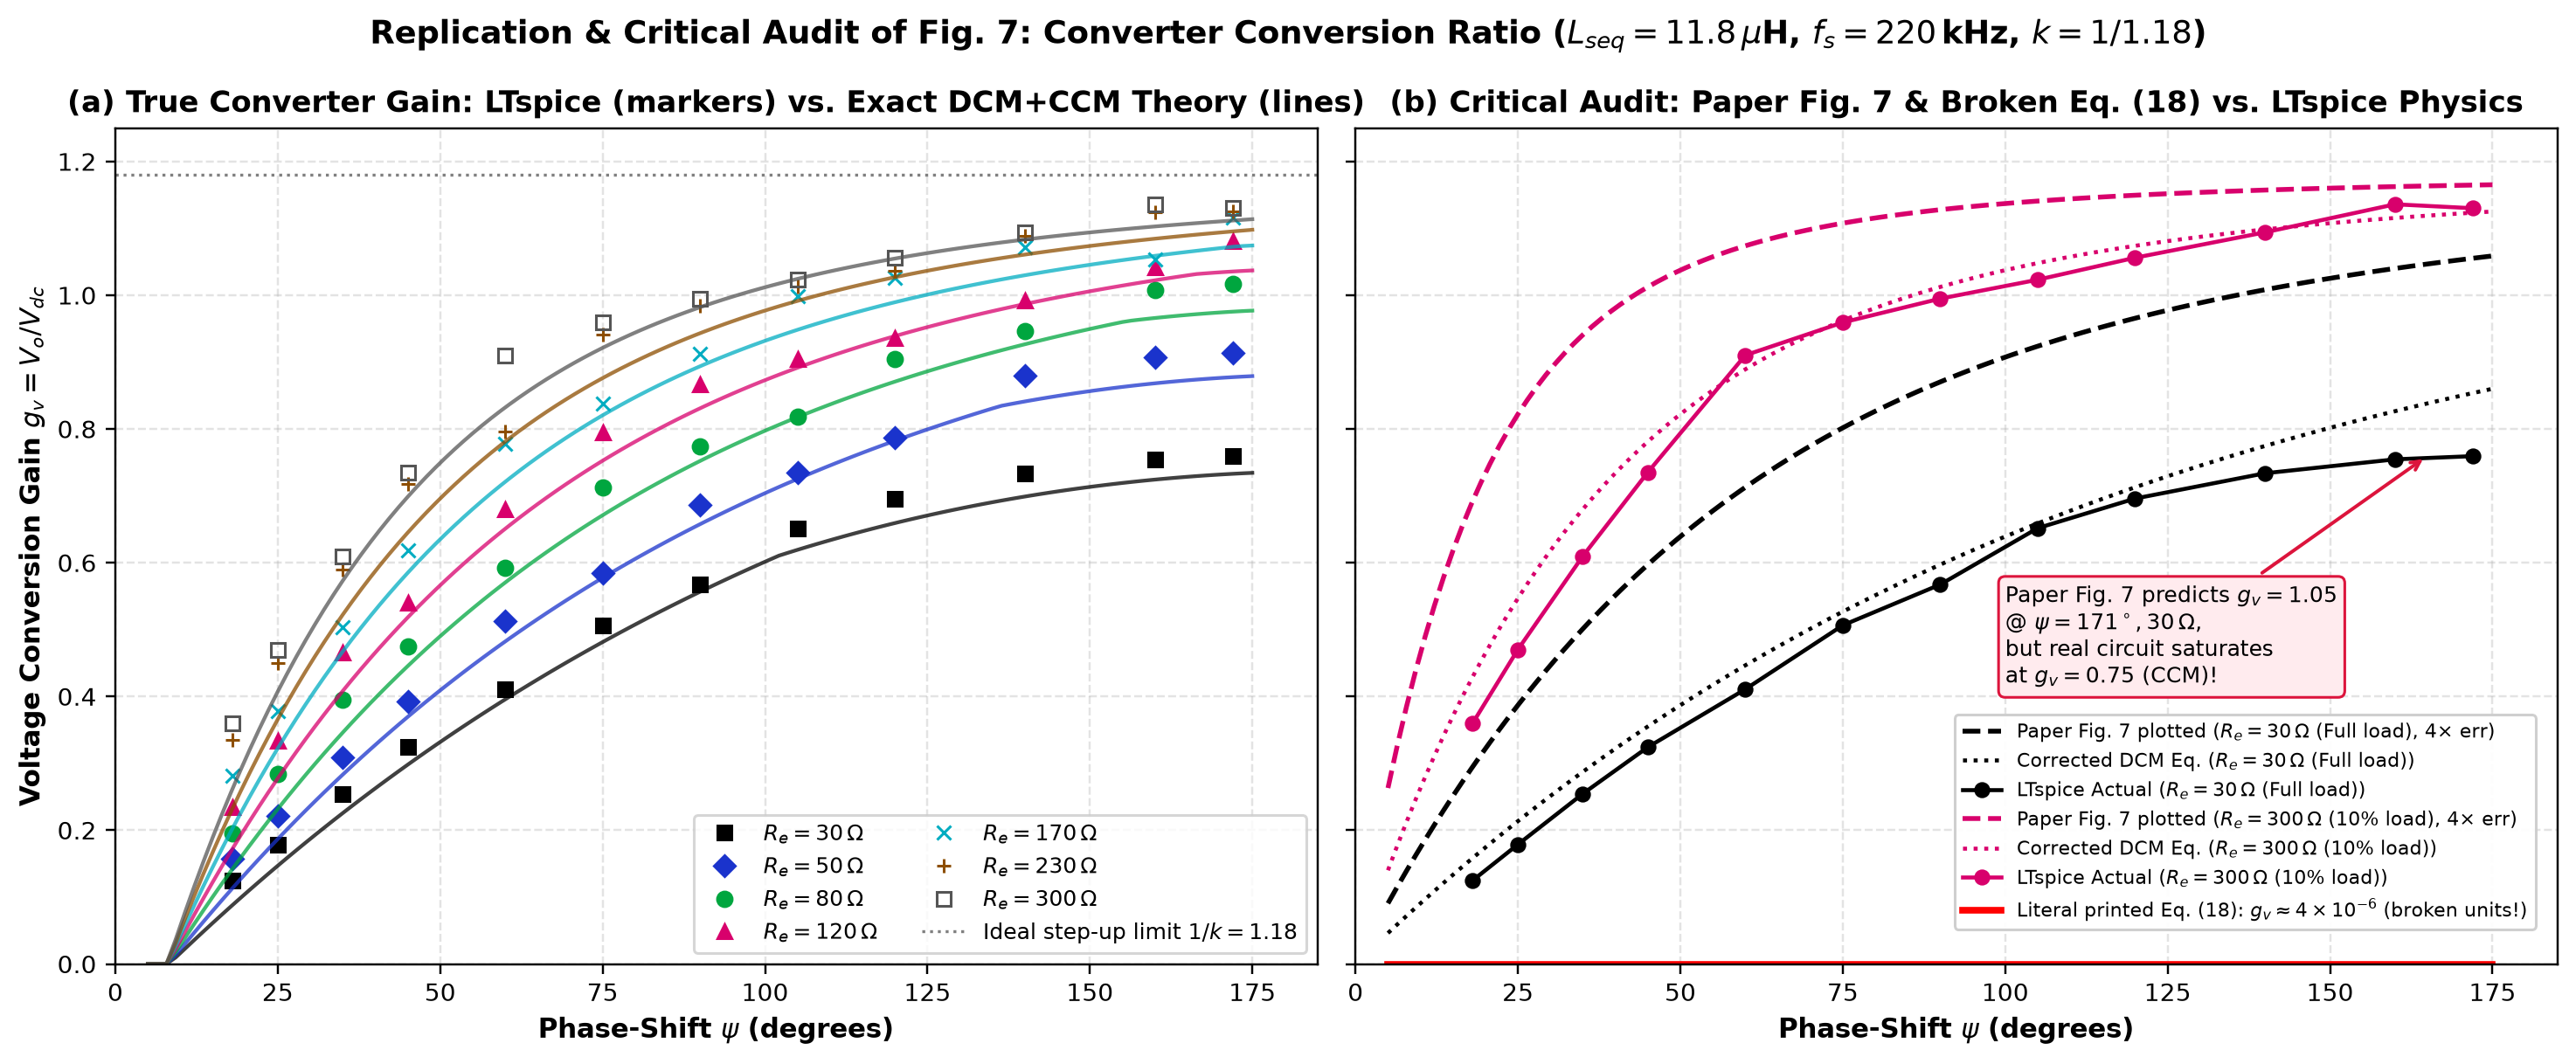 Replication & Critical Audit of Fig. 7: Converter Conversion Ratio (L_seq = 11.8 μH, f_s = 220 kHz, k = 1/1.18)
(a) True Converter Gain: LTspice (markers) vs. Exact DCM+CCM Theory (lines)
Voltage Conversion Gain g_v = V_o/V_dc
1.2
1.0
0.8
0.6
0.4
0.2
0.0
R_e = 30 Ω
R_e = 50 Ω
R_e = 80 Ω
R_e = 120 Ω
R_e = 170 Ω
R_e = 230 Ω
R_e = 300 Ω
Ideal step-up limit 1/k = 1.18
0 25 50 75 100 125 150 175
Phase-Shift ψ (degrees)
(b) Critical Audit: Paper Fig. 7 & Broken Eq. (18) vs. LTspice Physics
Paper Fig. 7 predicts g_v = 1.05
@ ψ = 171°, 30 Ω,
but real circuit saturates
at g_v = 0.75 (CCM)!
Paper Fig. 7 plotted (R_e = 30 Ω (Full load), 4× err)
Corrected DCM Eq. (R_e = 30 Ω (Full load))
LTspice Actual (R_e = 30 Ω (Full load))
Paper Fig. 7 plotted (R_e = 300 Ω (10% load), 4× err)
Corrected DCM Eq. (R_e = 300 Ω (10% load))
LTspice Actual (R_e = 300 Ω (10% load))
Literal printed Eq. (18): g_v ≈ 4 × 10⁻⁶ (broken units!)
0 25 50 75 100 125 150 175
Phase-Shift ψ (degrees)